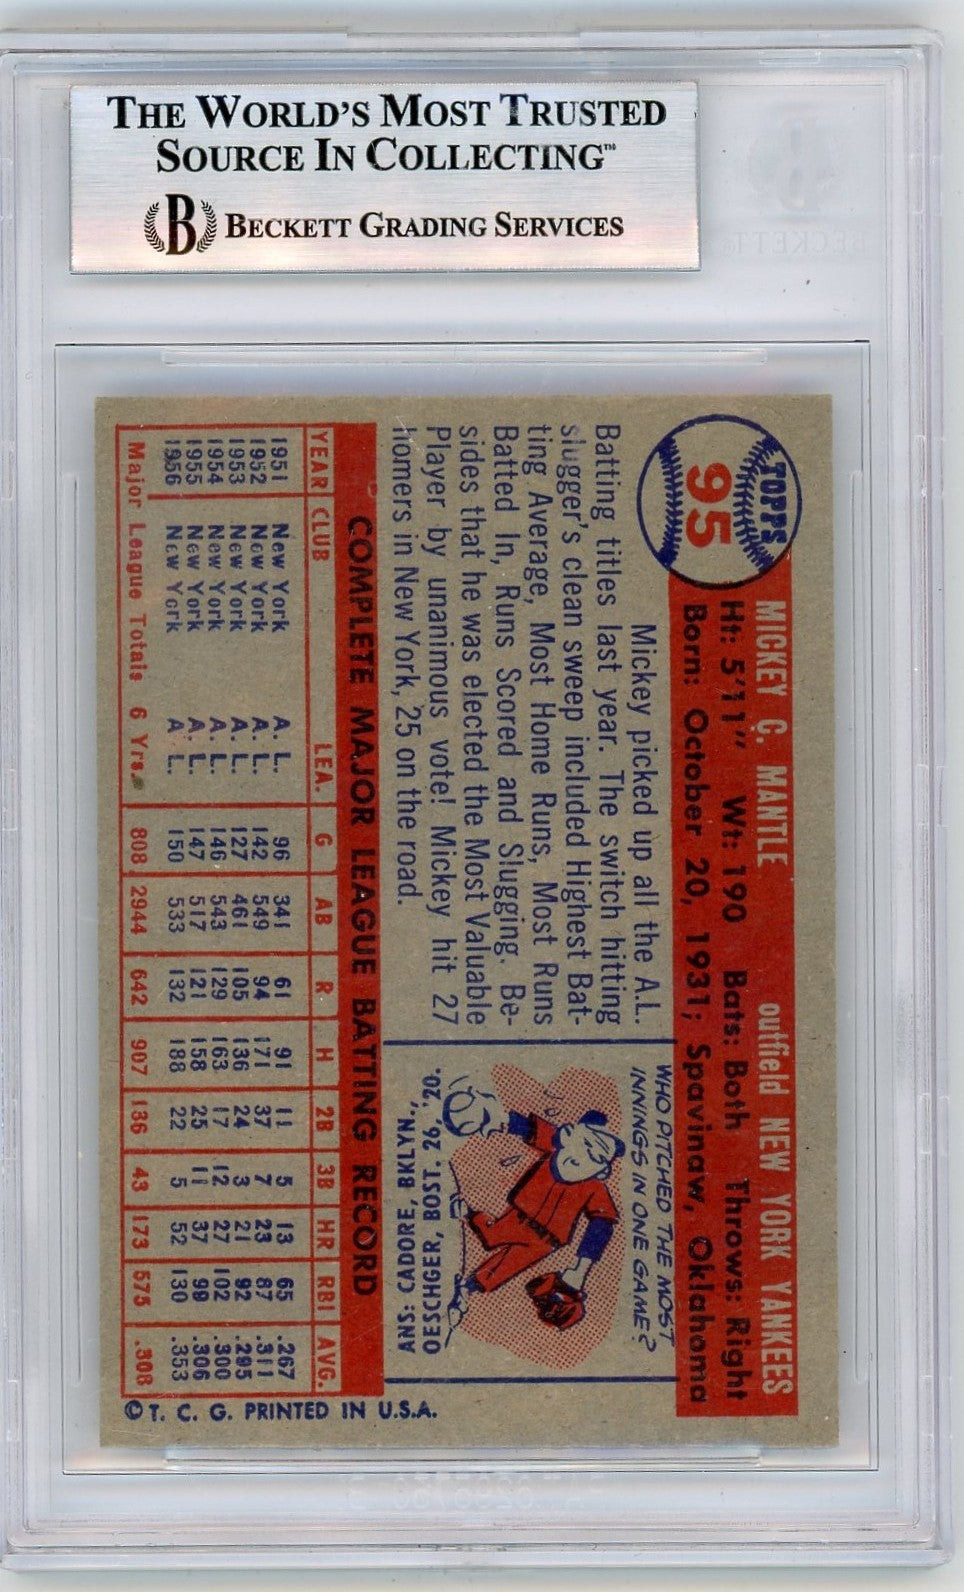 THE WORLD'S MOST TRUSTED
SOURCE IN COLLECTING™
B BECKETT GRADING SERVICES
TOPPS
95
MICKEY C. MANTLE outfield NEW YORK YANKEES
Ht: 5'11" Wt: 190 Bats: Both Throws: Right
Born: October 20, 1931; Spavinaw, Oklahoma
Mickey picked up all the A.L.
Batting titles last year. The switch hitting
slugger's clean sweep included Highest Bat-
ting Average, Most Home Runs, Most Runs
Batted In, Runs Scored and Slugging. Be-
sides that he was elected the Most Valuable
Player by unanimous vote! Mickey hit 27
homers in New York, 25 on the road.
WHO PITCHED THE MOST
INNINGS IN ONE GAME?
ANS: CADORE, BKLYN.,
OESCHGER, BOST. 26, '20.
COMPLETE MAJOR LEAGUE BATTING RECORD
YEAR CLUB LEA. G AB R H 2B 3B HR RBI AVG.
1951 New York A. L. 96 341 61 91 11 5 13 65 .267
1952 New York A. L. 142 549 94 171 37 7 23 87 .311
1953 New York A. L. 127 461 105 136 24 3 21 92 .295
1954 New York A. L. 146 543 129 163 17 12 27 102 .300
1955 New York A. L. 147 517 121 158 25 11 37 99 .306
1956 New York A. L. 150 533 132 188 22 5 52 130 .353
Major League Totals 6 Yrs. 808 2944 642 907 136 43 173 575 .308
© T. C. G. PRINTED IN U.S.A.